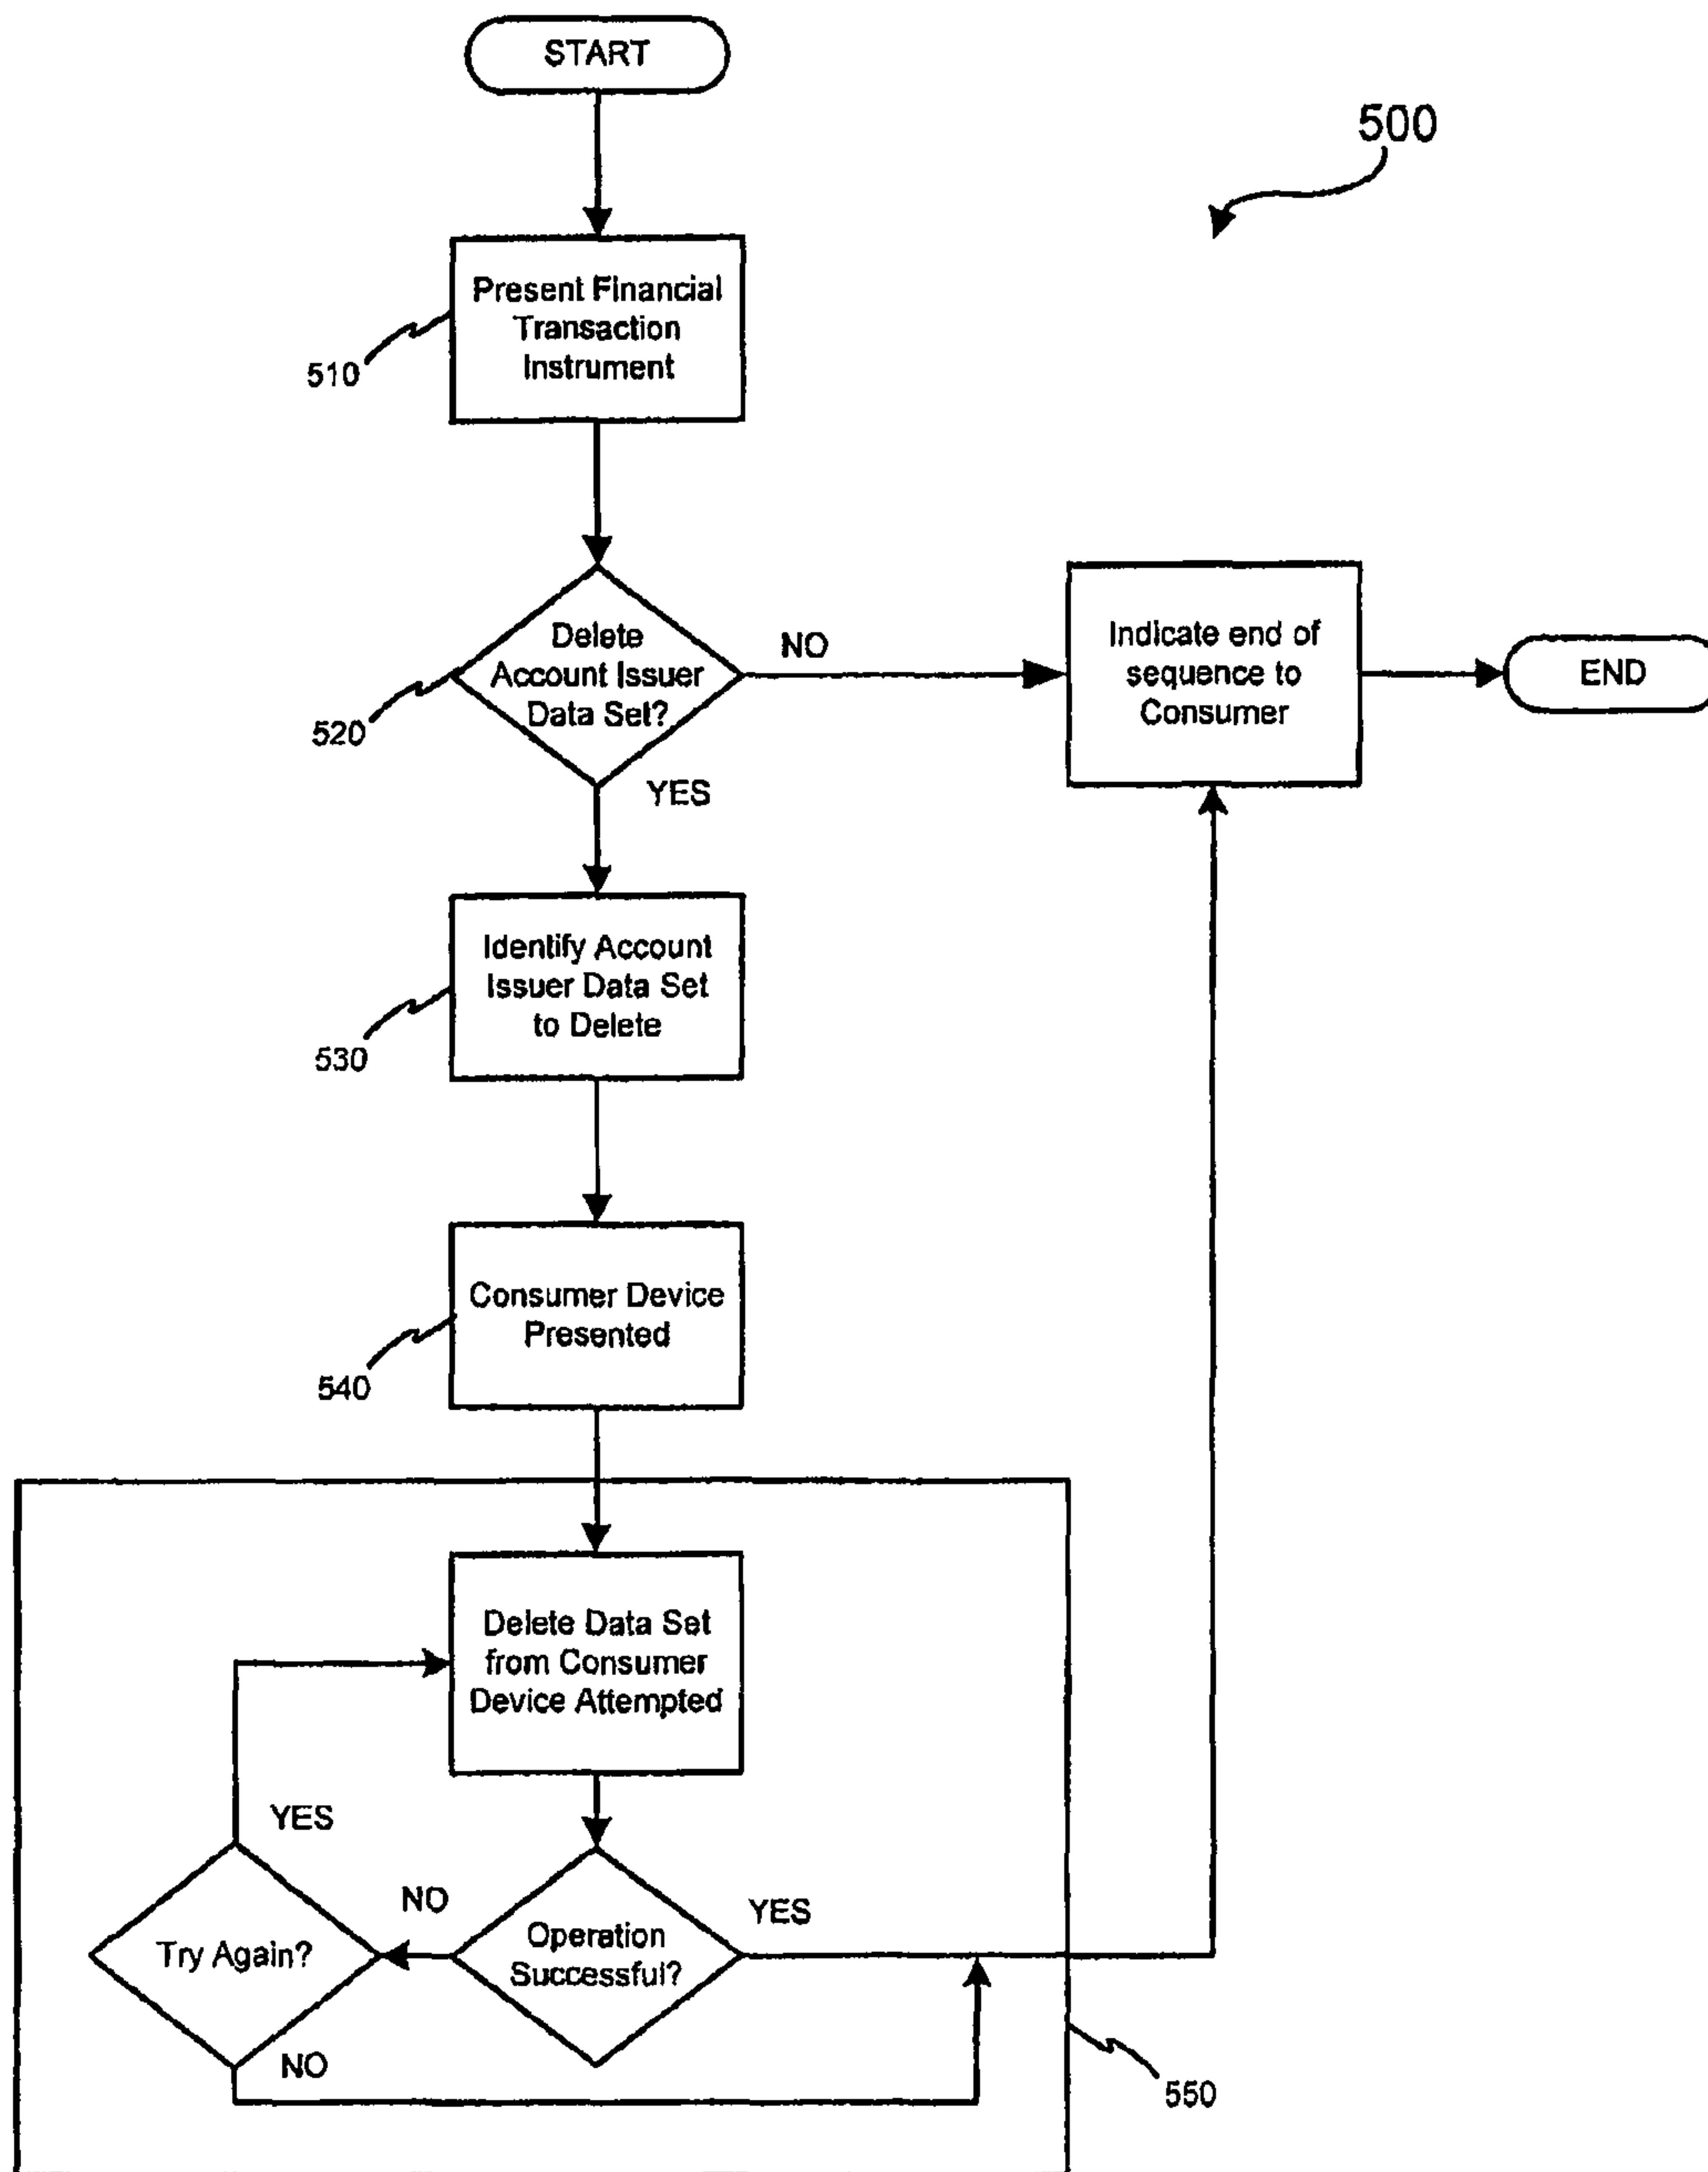 START
500
Present Financial
Transaction
Instrument
510
Delete
Account Issuer
Data Set?
520
NO
YES
Indicate end of
sequence to
Consumer
END
Identify Account
Issuer Data Set
to Delete
530
Consumer Device
Presented
540
Delete Data Set
from Consumer
Device Attempted
YES
Try Again?
NO
Operation
Successful?
YES
NO
550